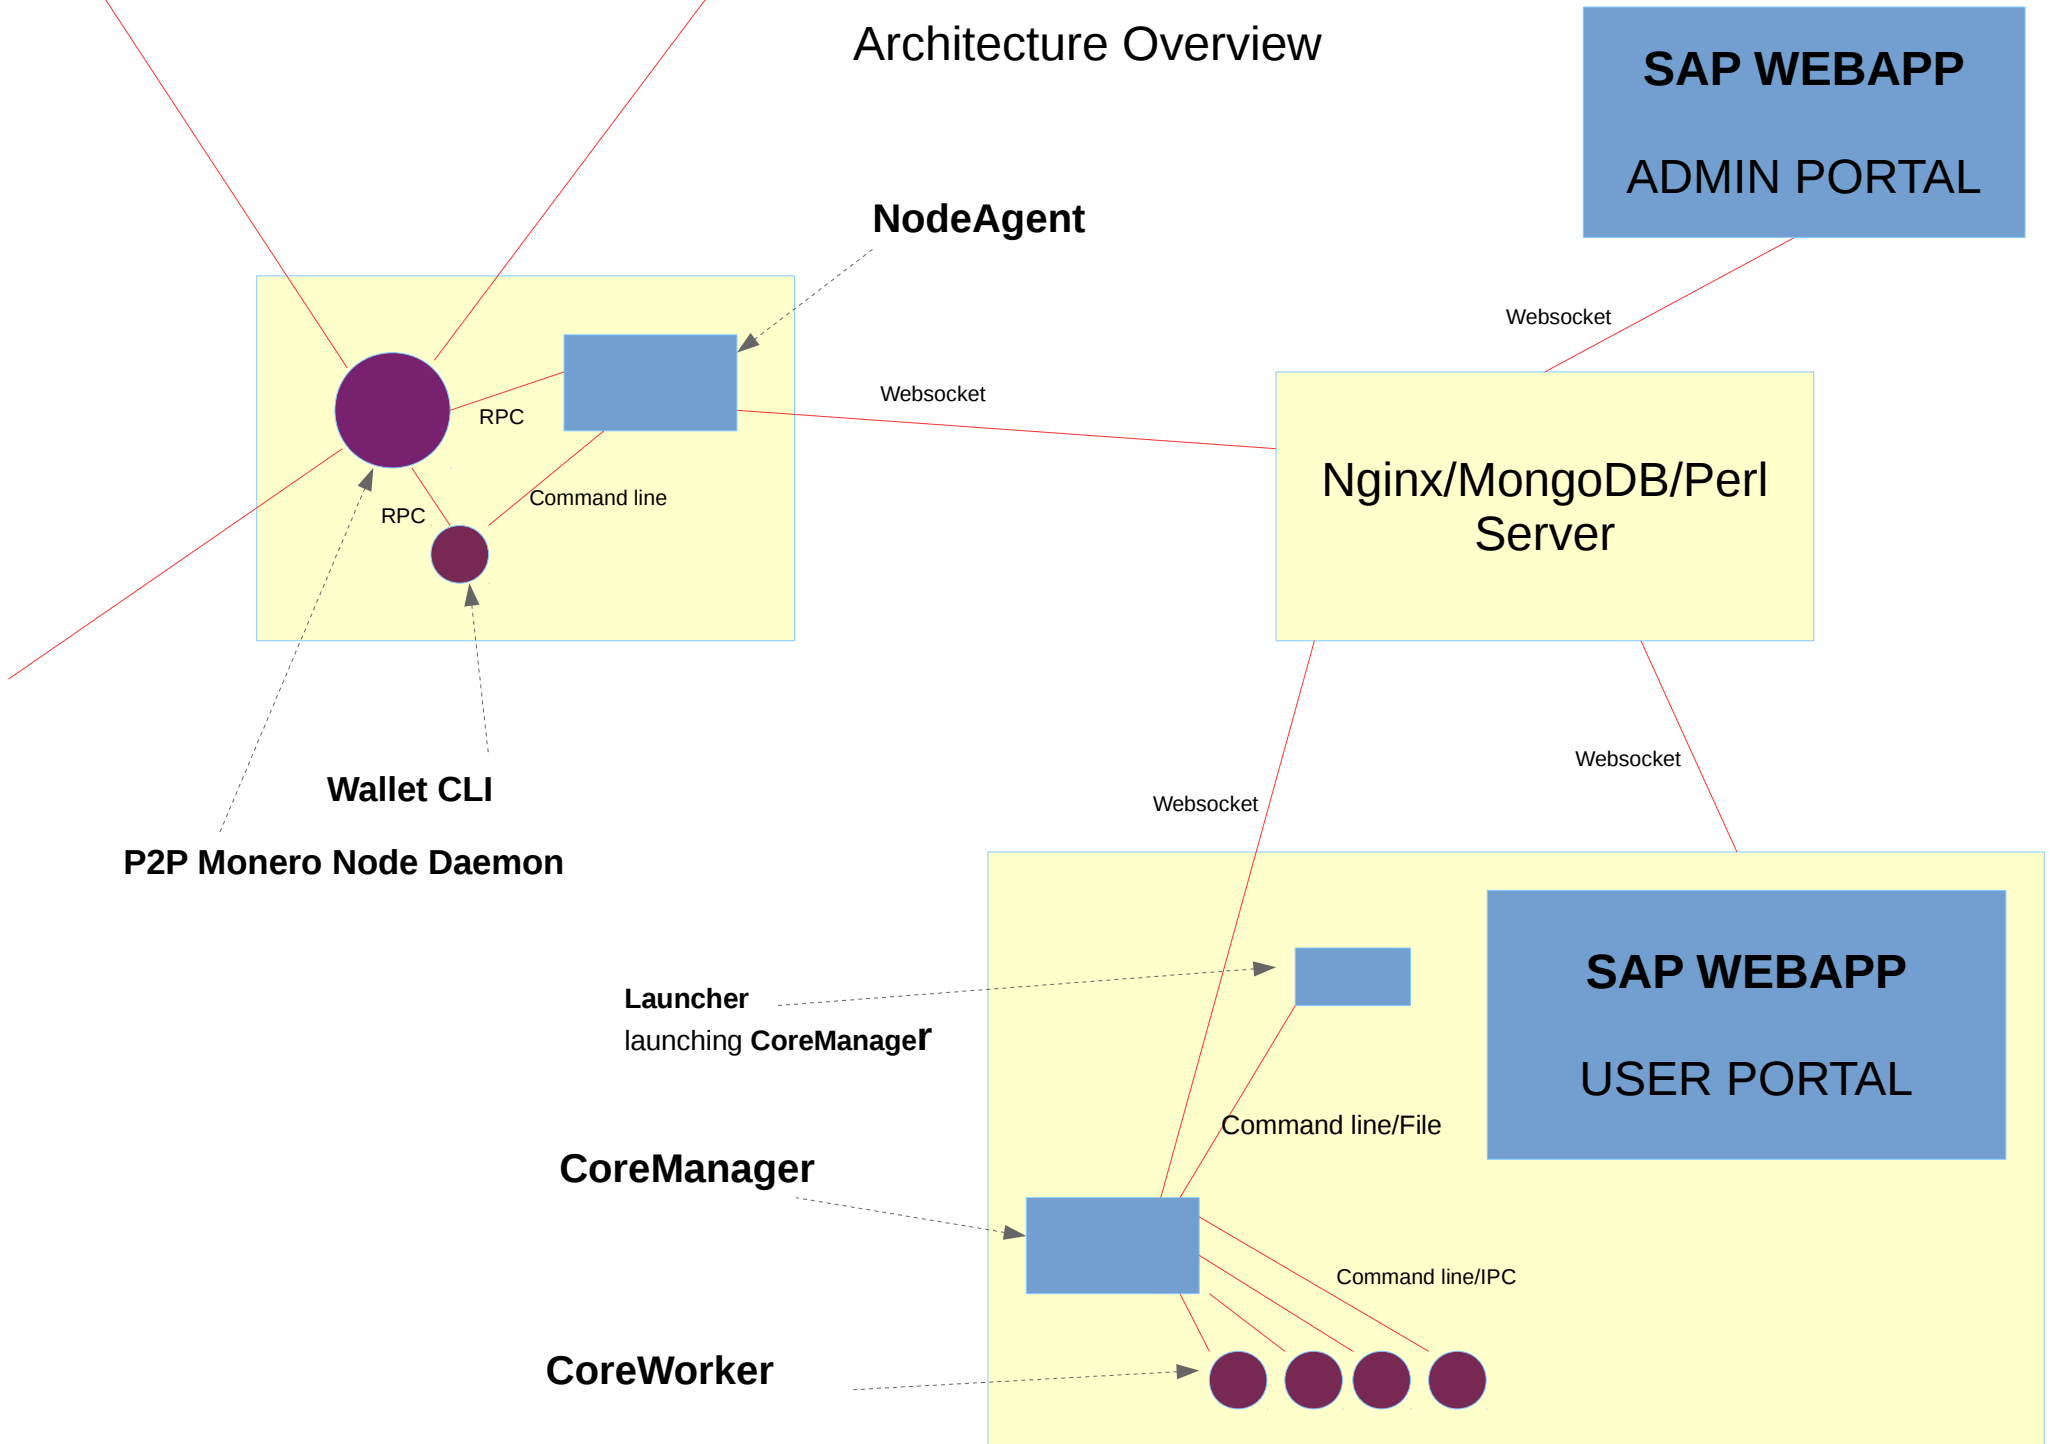 Architecture Overview
SAP WEBAPP
ADMIN PORTAL
NodeAgent
Websocket
Websocket
RPC
Command line
RPC
Nginx/MongoDB/Perl
Server
Wallet CLI
P2P Monero Node Daemon
Websocket
Websocket
SAP WEBAPP
USER PORTAL
Launcher
launching CoreManager
Command line/File
CoreManager
Command line/IPC
CoreWorker